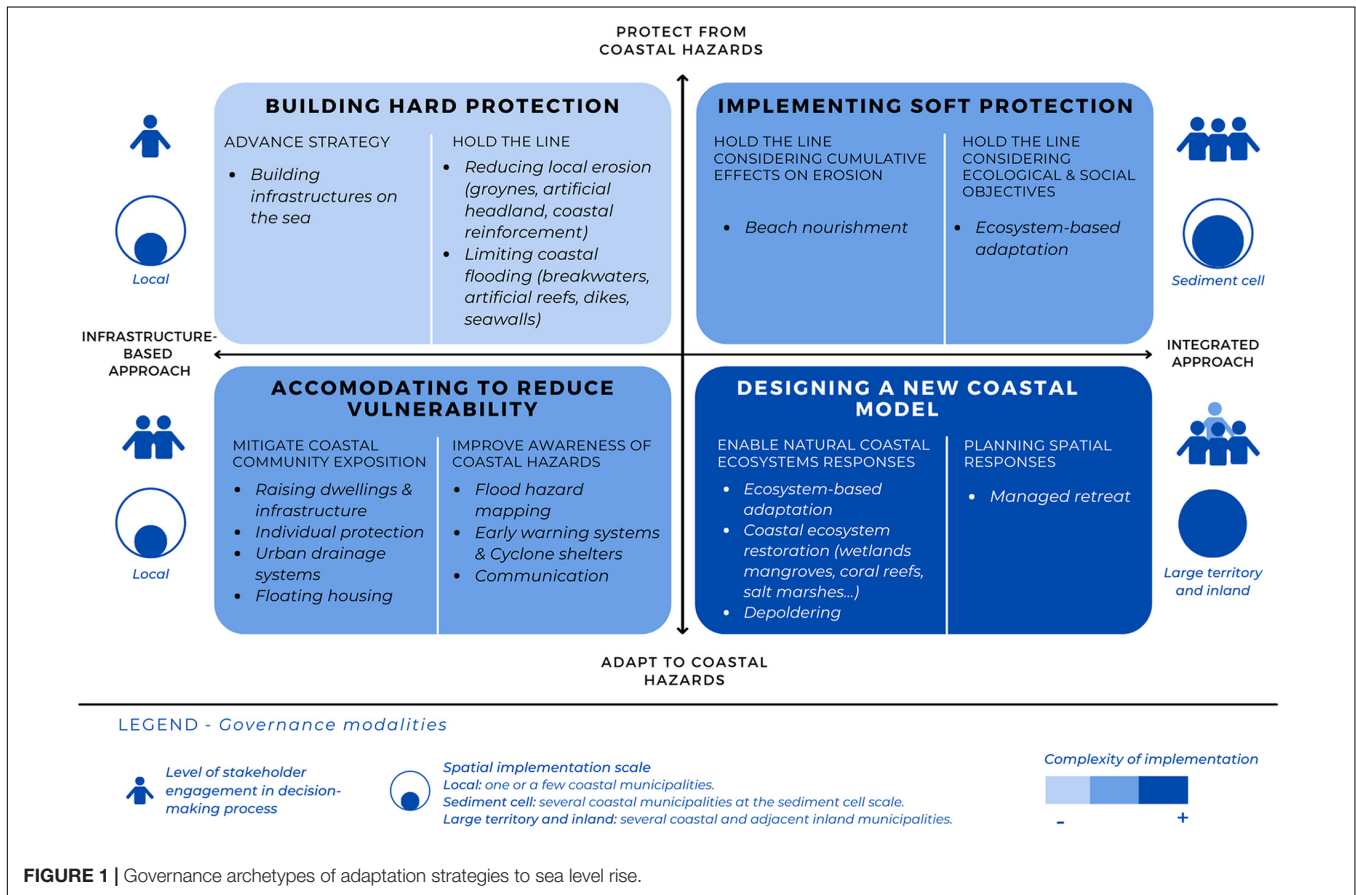 PROTECT FROM
COASTAL HAZARDS
BUILDING HARD PROTECTION
ADVANCE STRATEGY
• Building
infrastructures on
the sea
HOLD THE LINE
• Reducing local erosion
(groynes, artificial
headland, coastal
reinforcement)
• Limiting coastal
flooding (breakwaters,
artificial reefs, dikes,
seawalls)
Local
IMPLEMENTING SOFT PROTECTION
HOLD THE LINE
CONSIDERING CUMULATIVE
EFFECTS ON EROSION
• Beach nourishment
HOLD THE LINE
CONSIDERING
ECOLOGICAL & SOCIAL
OBJECTIVES
• Ecosystem-based
adaptation
Sediment cell
INFRASTRUCTURE-
BASED
APPROACH
INTEGRATED
APPROACH
ACCOMODATING TO REDUCE
VULNERABILITY
MITIGATE COASTAL
COMMUNITY EXPOSITION
• Raising dwellings &
infrastructure
• Individual protection
• Urban drainage
systems
• Floating housing
IMPROVE AWARENESS OF
COASTAL HAZARDS
• Flood hazard
mapping
• Early warning systems
& Cyclone shelters
• Communication
Local
DESIGNING A NEW COASTAL
MODEL
ENABLE NATURAL COASTAL
ECOSYSTEMS RESPONSES
• Ecosystem-based
adaptation
• Coastal ecosystem
restoration (wetlands
mangroves, coral reefs,
salt marshes...)
• Depoldering
PLANNING SPATIAL
RESPONSES
• Managed retreat
Large territory
and inland
ADAPT TO COASTAL
HAZARDS
LEGEND - Governance modalities
Level of stakeholder
engagement in decision-
making process
Spatial implementation scale
Local: one or a few coastal municipalities.
Sediment cell: several coastal municipalities at the sediment cell scale.
Large territory and inland: several coastal and adjacent inland municipalities.
Complexity of implementation
- +
FIGURE 1 | Governance archetypes of adaptation strategies to sea level rise.